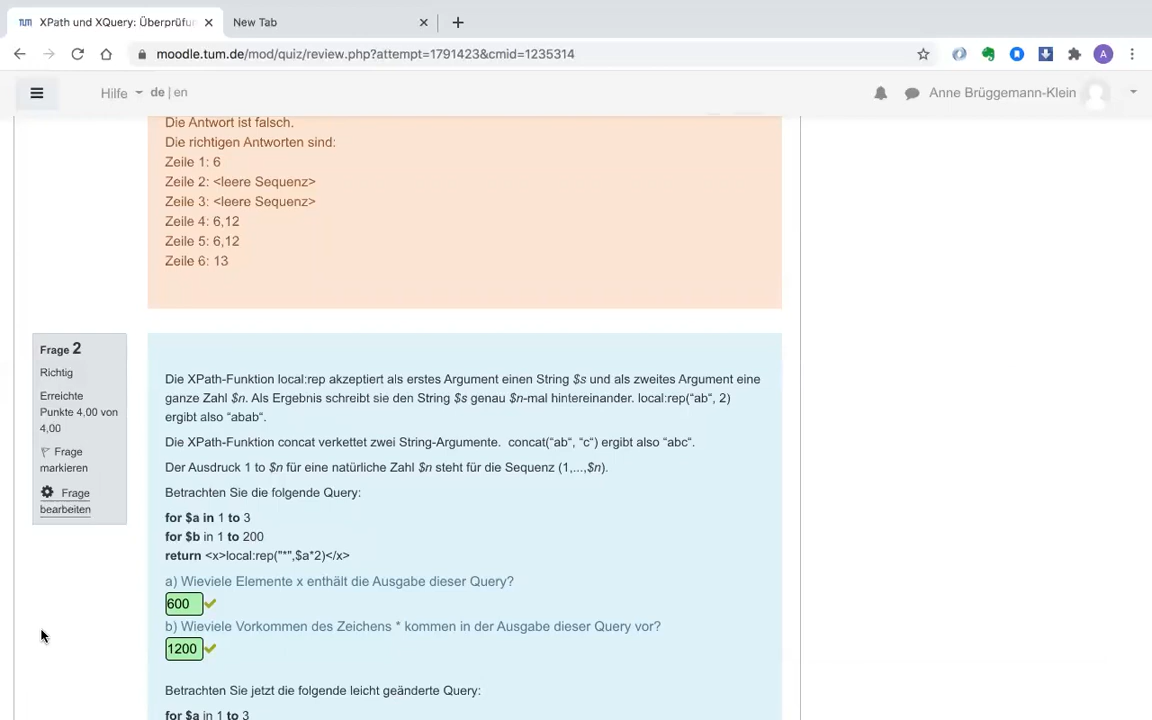 XPath und XQuery: Überprüfun
New Tab
moodle.tum.de/mod/quiz/review.php?attempt=1791423&cmid=1235314
A
Hilfe
de | en
Anne Brüggemann-Klein
Die Antwort ist falsch.
Die richtigen Antworten sind:
Zeile 1: 6
Zeile 2: <leere Sequenz>
Zeile 3: <leere Sequenz>
Zeile 4: 6,12
Zeile 5: 6,12
Zeile 6: 13
Frage 2
Richtig
Erreichte
Punkte 4,00 von
4,00
Frage
markieren
Frage
bearbeiten
Die XPath-Funktion local:rep akzeptiert als erstes Argument einen String $s und als zweites Argument eine
ganze Zahl $n. Als Ergebnis schreibt sie den String $s genau $n-mal hintereinander. local:rep(“ab“, 2)
ergibt also “abab“.
Die XPath-Funktion concat verkettet zwei String-Argumente. concat(“ab“, “c“) ergibt also “abc“.
Der Ausdruck 1 to $n für eine natürliche Zahl $n steht für die Sequenz (1,...,$n).
Betrachten Sie die folgende Query:
for $a in 1 to 3
for $b in 1 to 200
return <x>local:rep("*",$a*2)</x>
a) Wieviele Elemente x enthält die Ausgabe dieser Query?
600
b) Wieviele Vorkommen des Zeichens * kommen in der Ausgabe dieser Query vor?
1200
Betrachten Sie jetzt die folgende leicht geänderte Query:
for $a in 1 to 3